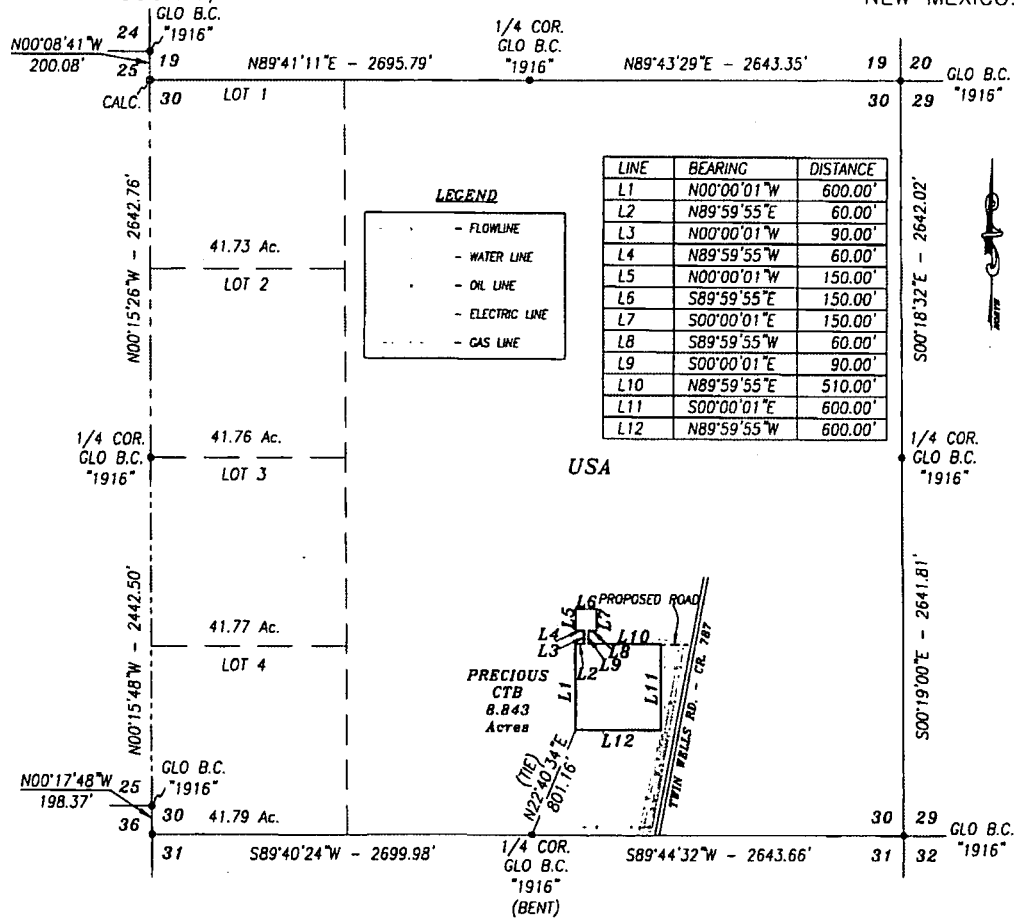 NEW MEXICO.
GLO B.C.
"1916"
24
N00°08'41"W
200.08'
19
25
CALC.
30
LOT 1
N89°41'11"E - 2695.79'
1/4 COR.
GLO B.C.
"1916"
N89°43'29"E - 2643.35'
19
20
30
29
GLO B.C.
"1916"
N00°15'26"W - 2642.76'
LEGEND
- FLOWLINE
- WATER LINE
- OIL LINE
- ELECTRIC LINE
- GAS LINE
LINE BEARING DISTANCE
L1 N00°00'01"W 600.00'
L2 N89°59'55"E 60.00'
L3 N00°00'01"W 90.00'
L4 N89°59'55"W 60.00'
L5 N00°00'01"W 150.00'
L6 S89°59'55"E 150.00'
L7 S00°00'01"E 150.00'
L8 S89°59'55"W 60.00'
L9 S00°00'01"E 90.00'
L10 N89°59'55"E 510.00'
L11 S00°00'01"E 600.00'
L12 N89°59'55"W 600.00'
S00°18'32"E - 2642.02'
41.73 Ac.
LOT 2
1/4 COR.
GLO B.C.
"1916"
41.76 Ac.
LOT 3
USA
1/4 COR.
GLO B.C.
"1916"
N00°15'48"W - 2442.50'
41.77 Ac.
LOT 4
L6
PROPOSED ROAD
L5
L7
L4
L3
L10
L8
L9
L2
PRECIOUS
CTB
8.843
Acres
L1
L11
L12
(TIE)
N22°40'34"E
801.16'
TWIN WELLS RD. - CR. 787
S00°19'00"E - 2641.81'
N00°17'48"W
198.37'
25
36
GLO B.C.
"1916"
30
41.79 Ac.
31
S89°40'24"W - 2699.98'
1/4 COR.
GLO B.C.
"1916"
(BENT)
S89°44'32"W - 2643.66'
30
29
31
32
GLO B.C.
"1916"